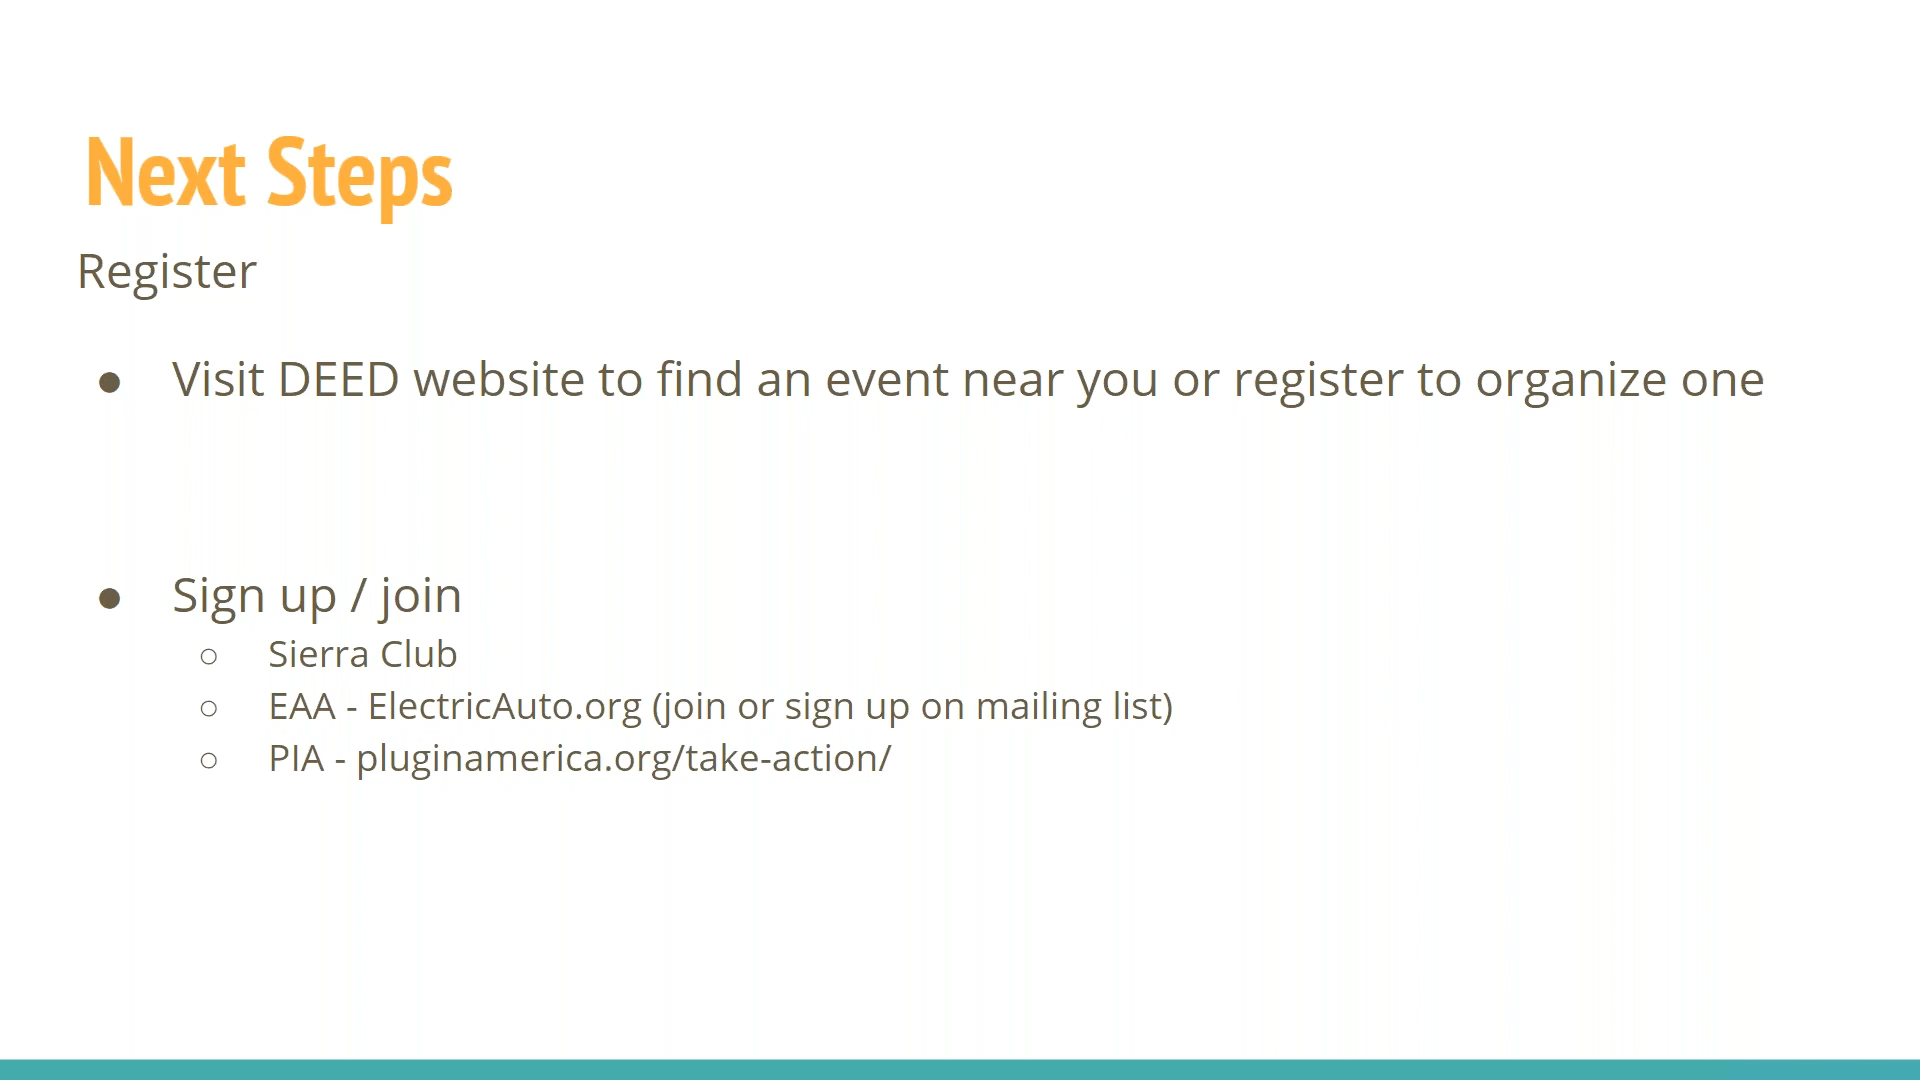 Next Steps
Register
● Visit DEED website to find an event near you or register to organize one
● Sign up / join
○ Sierra Club
○ EAA - ElectricAuto.org (join or sign up on mailing list)
○ PIA - pluginamerica.org/take-action/